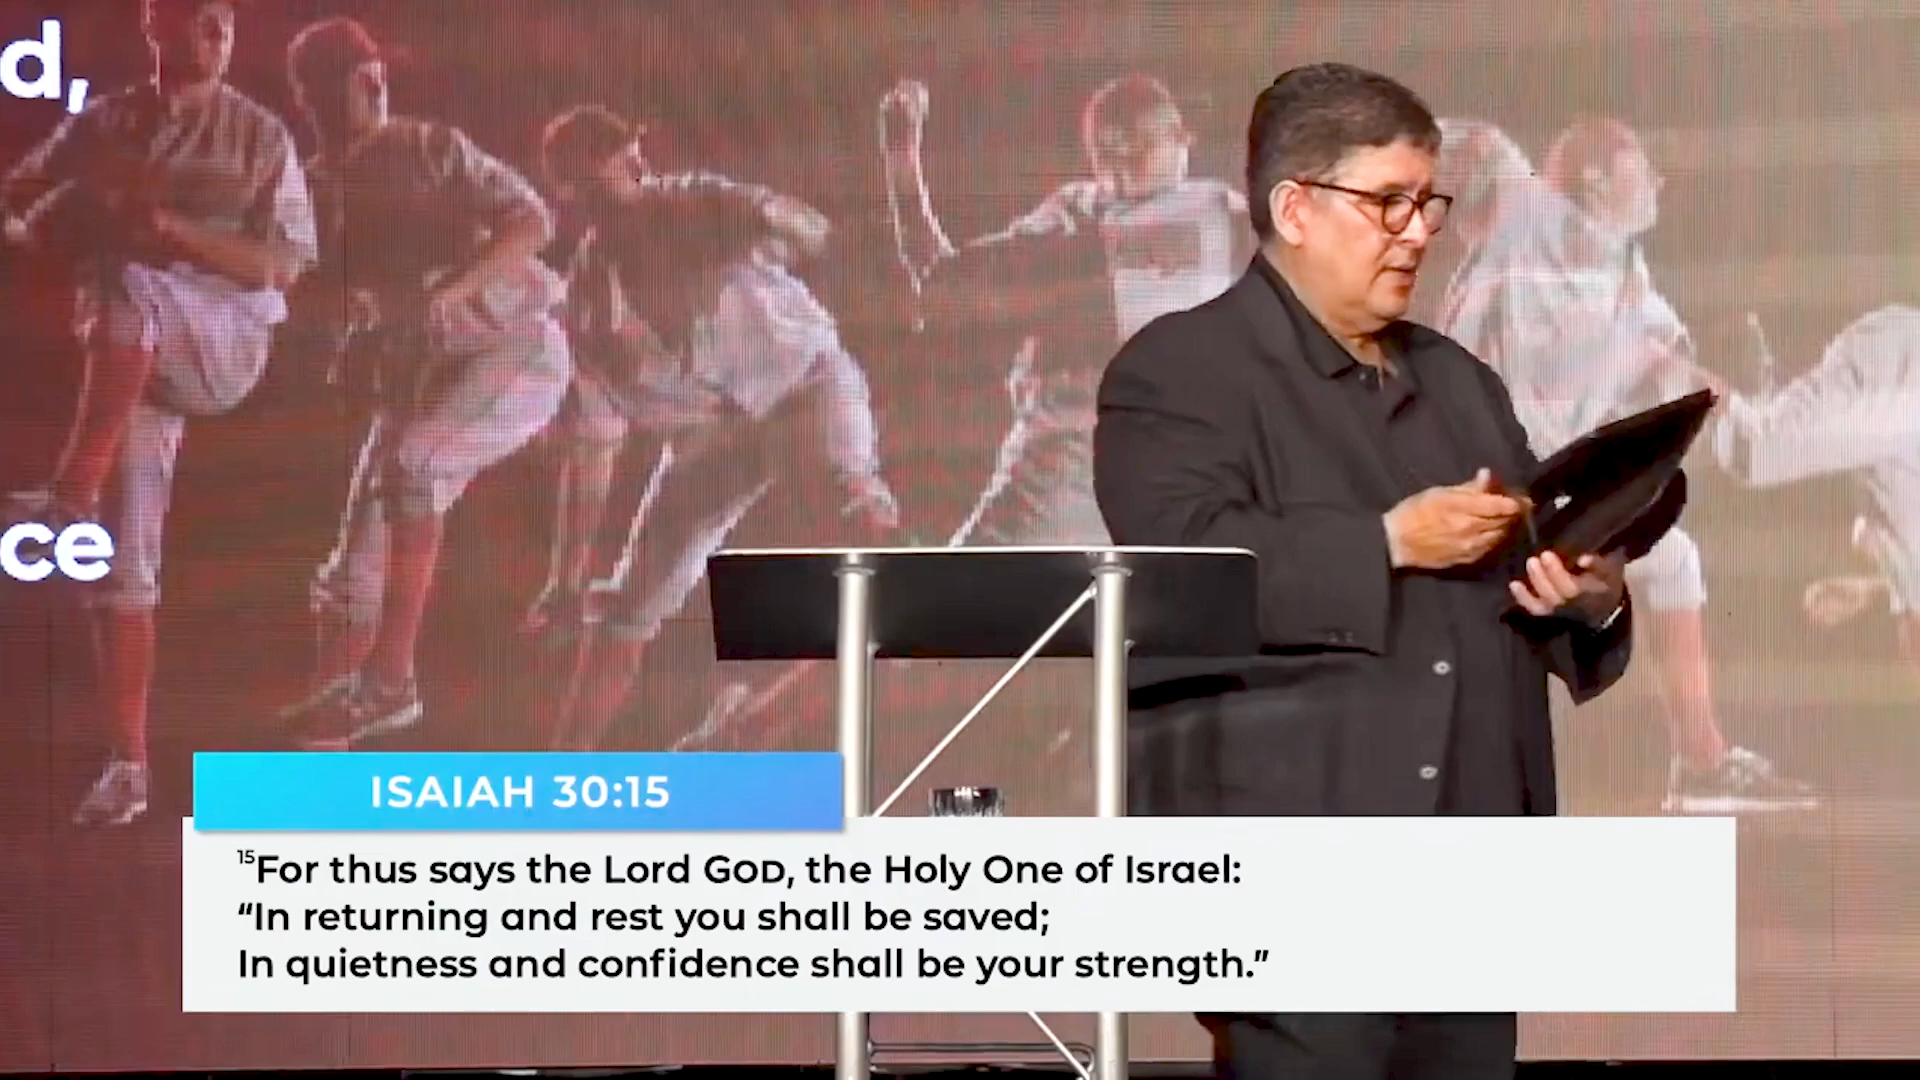 d,
ce
ISAIAH 30:15
15For thus says the Lord GOD, the Holy One of Israel:
“In returning and rest you shall be saved;
In quietness and confidence shall be your strength.”